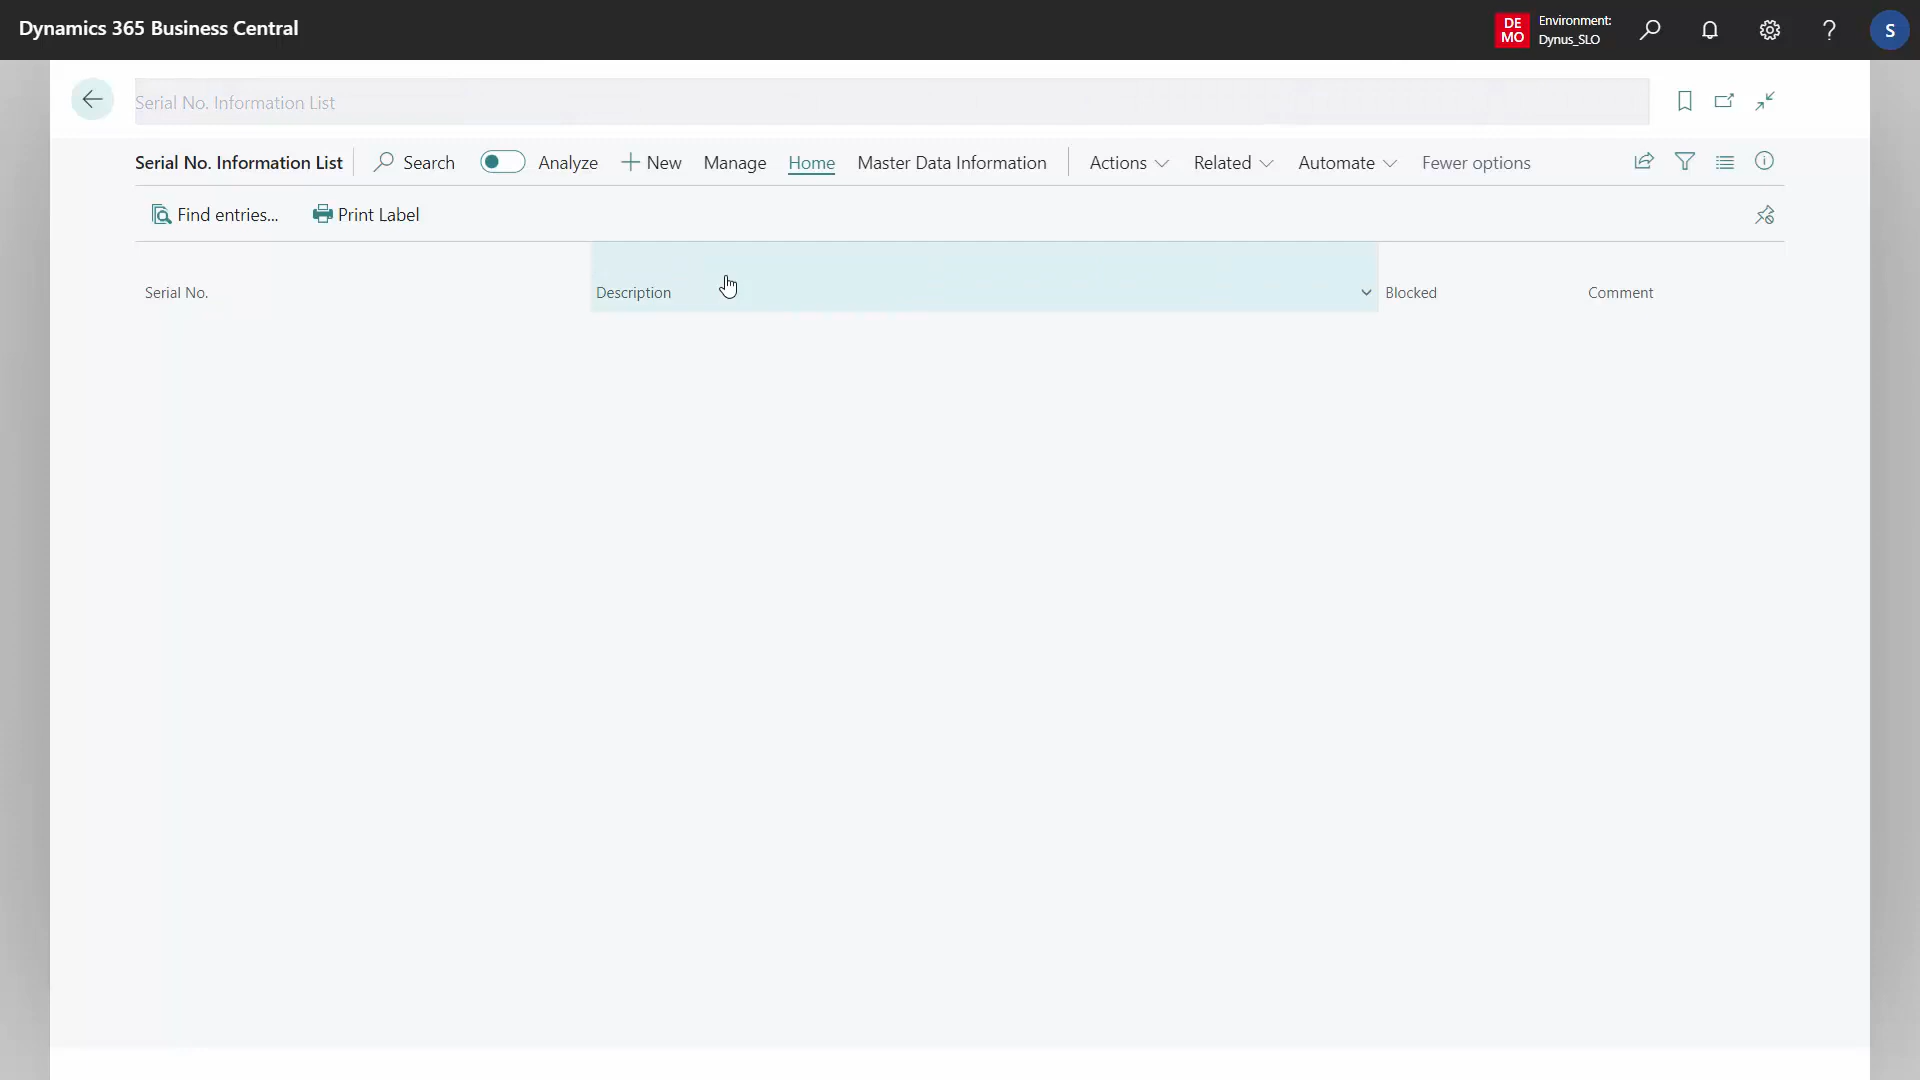 Dynamics 365 Business Central
DE
MO
Environment:
Dynus_SLO
S
Serial No. Information List
Serial No. Information List
Search
Analyze
New
Manage
Home
Master Data Information
Actions
Related
Automate
Fewer options
Find entries...
Print Label
Serial No.
Description
Blocked
Comment